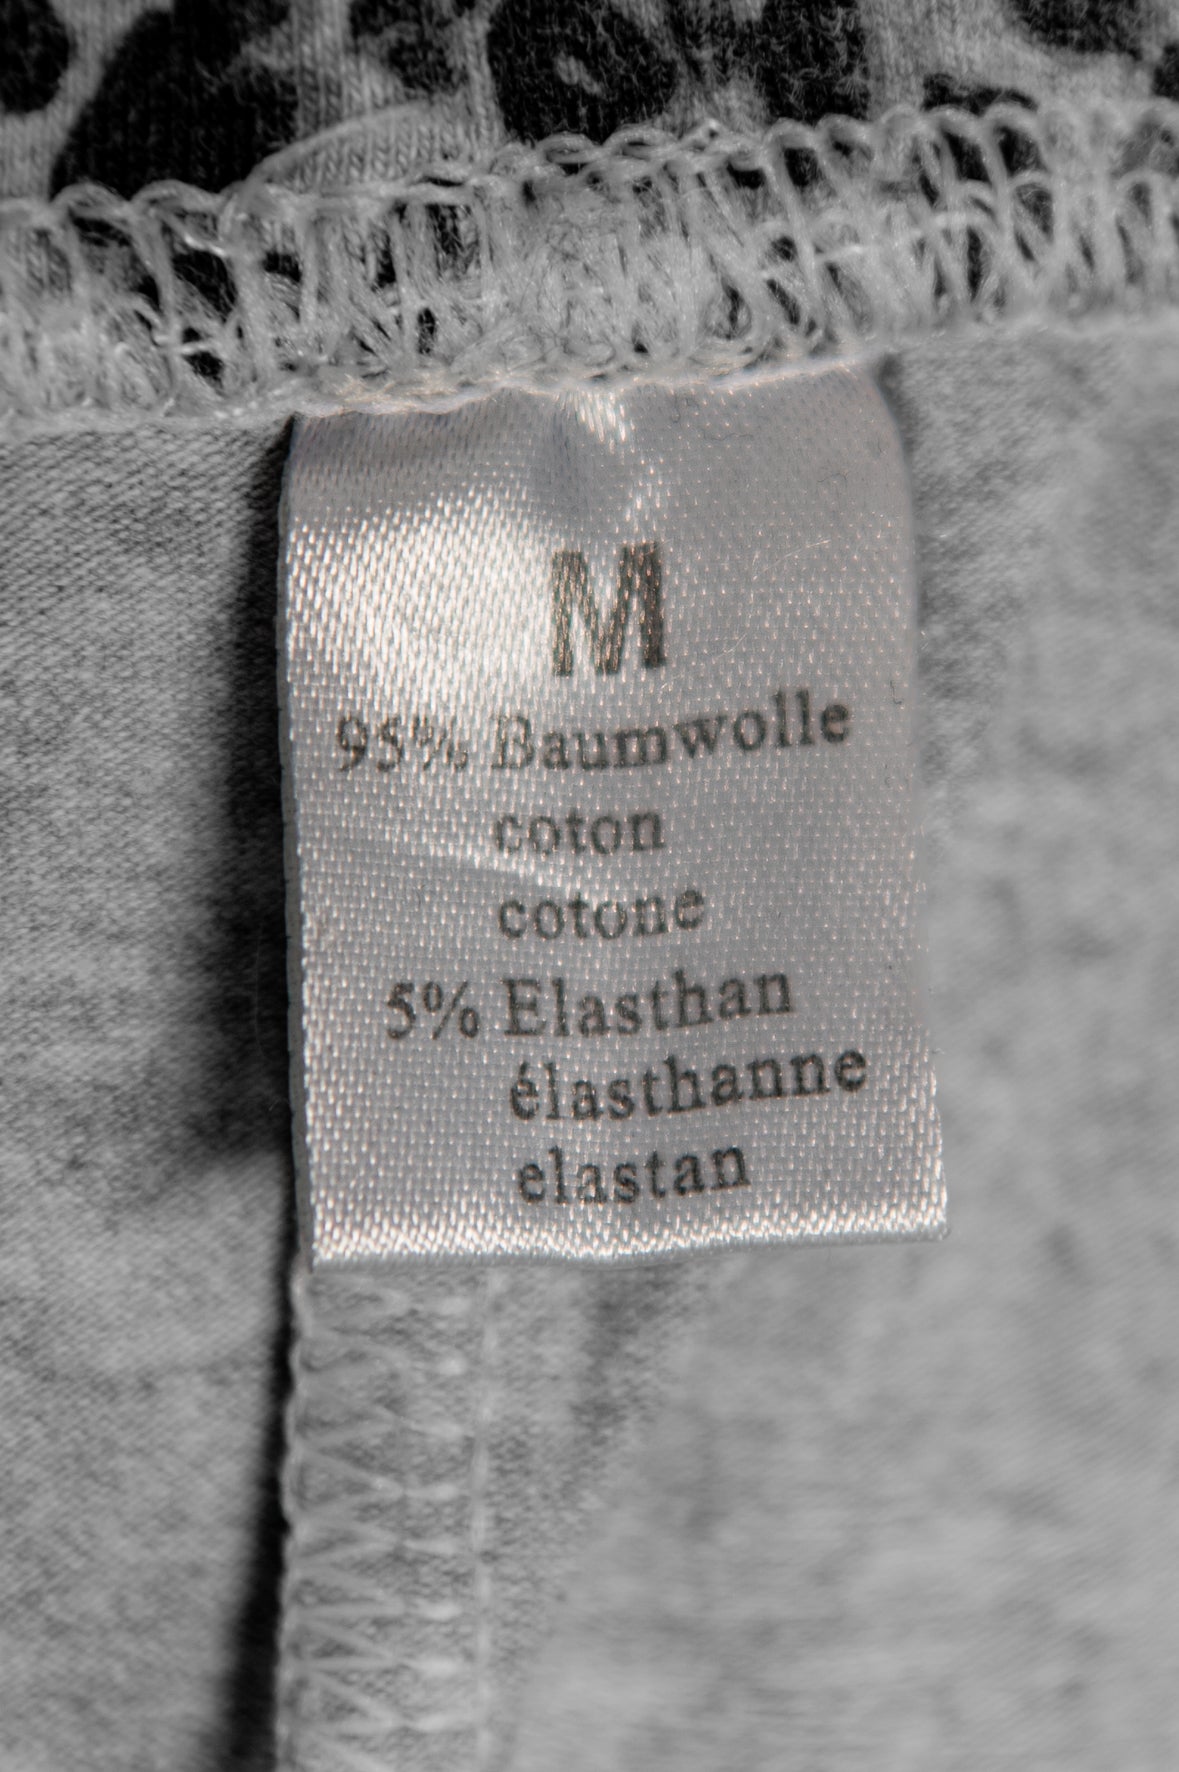 M
95% Baumwolle
coton
cotone
5% Elasthan
élasthanne
elastan